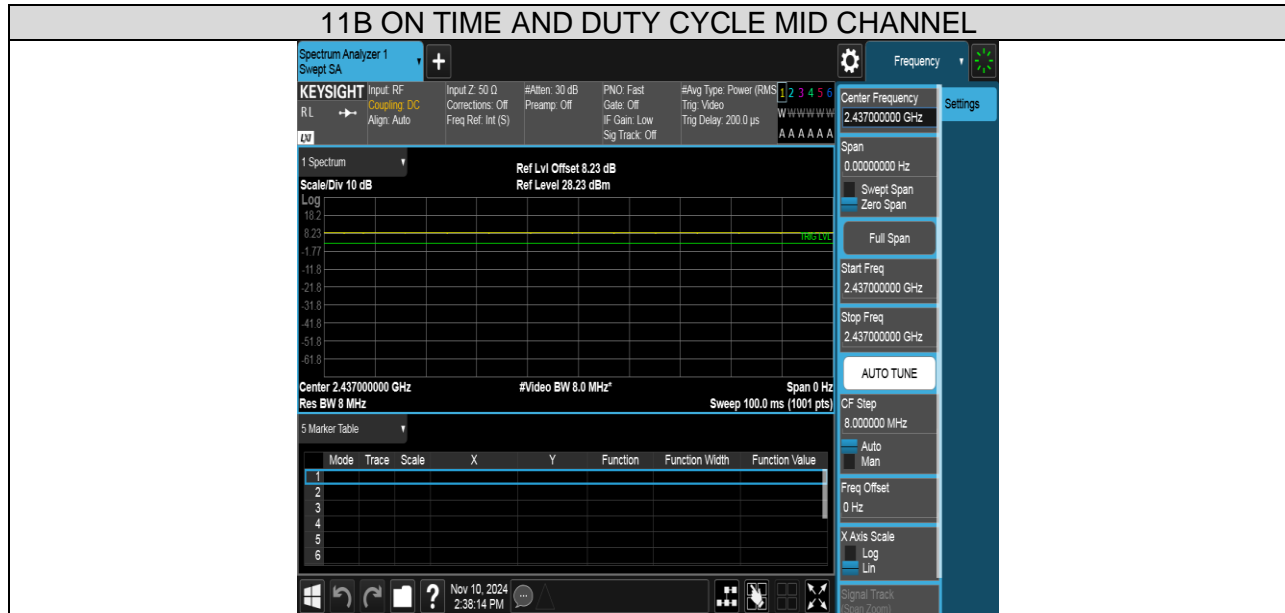 11B ON TIME AND DUTY CYCLE MID CHANNEL
Spectrum Analyzer 1
Swept SA
+
Frequency
KEYSIGHT
RL
LXI
Input: RF
Coupling: DC
Align: Auto
Input Z: 50 Ω
Corrections: Off
Freq Ref: Int (S)
#Atten: 30 dB
Preamp: Off
PNO: Fast
Gate: Off
IF Gain: Low
Sig Track: Off
#Avg Type: Power (RMS
Trig: Video
Trig Delay: 200.0 µs
1 2 3 4 5 6
W W W W W W
A A A A A A
1 Spectrum
Scale/Div 10 dB
Ref Lvl Offset 8.23 dB
Ref Level 28.23 dBm
Log
18.2
8.23
-1.77
-11.8
-21.8
-31.8
-41.8
-51.8
-61.8
TRIG LVL
Center 2.437000000 GHz
#Video BW 8.0 MHz*
Span 0 Hz
Res BW 8 MHz
Sweep 100.0 ms (1001 pts)
5 Marker Table
Mode Trace Scale X Y Function Function Width Function Value
1
2
3
4
5
6
Nov 10, 2024
2:38:14 PM
Center Frequency
2.437000000 GHz
Settings
Span
0.00000000 Hz
Swept Span
Zero Span
Full Span
Start Freq
2.437000000 GHz
Stop Freq
2.437000000 GHz
AUTO TUNE
CF Step
8.000000 MHz
Auto
Man
Freq Offset
0 Hz
X Axis Scale
Log
Lin
Signal Track
(Span Zoom)